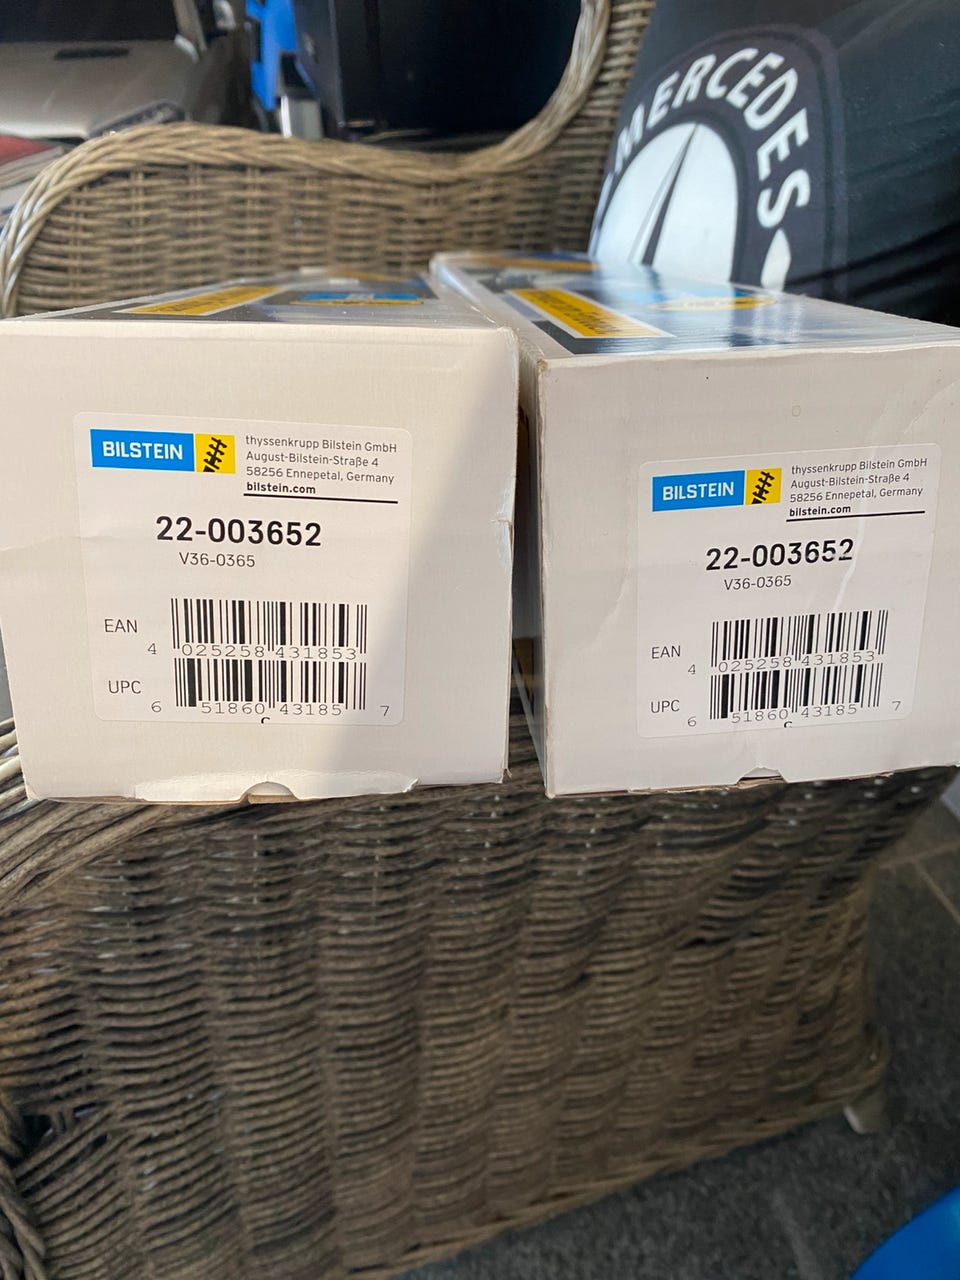 MERCEDES
BILSTEIN
thyssenkrupp Bilstein GmbH
August-Bilstein-Straße 4
58256 Ennepetal, Germany
bilstein.com
22-003652
V36-0365
EAN
4 025258 431853
UPC
6 51860 43185 7
C
BILSTEIN
thyssenkrupp Bilstein GmbH
August-Bilstein-Straße 4
58256 Ennepetal, Germany
bilstein.com
22-003652
V36-0365
EAN
4 025258 431853
UPC
6 51860 43185 7
C